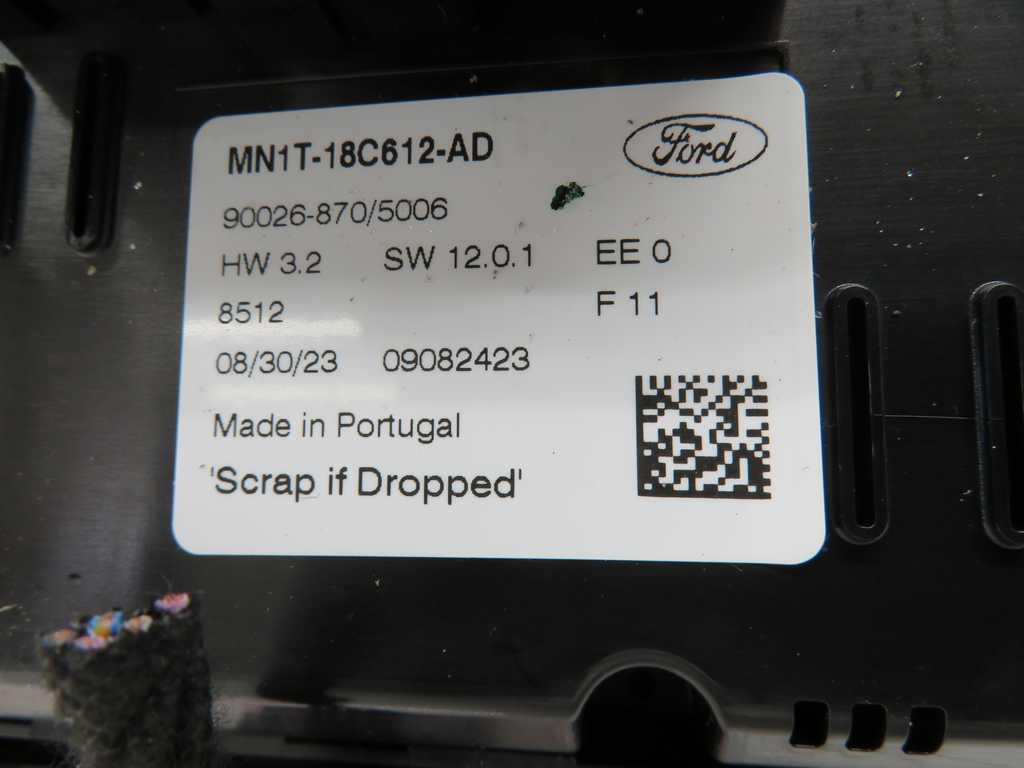 MN1T-18C612-AD
Ford
90026-870/5006
HW 3.2 SW 12.0.1 EE 0
8512 F 11
08/30/23 09082423
Made in Portugal
'Scrap if Dropped'